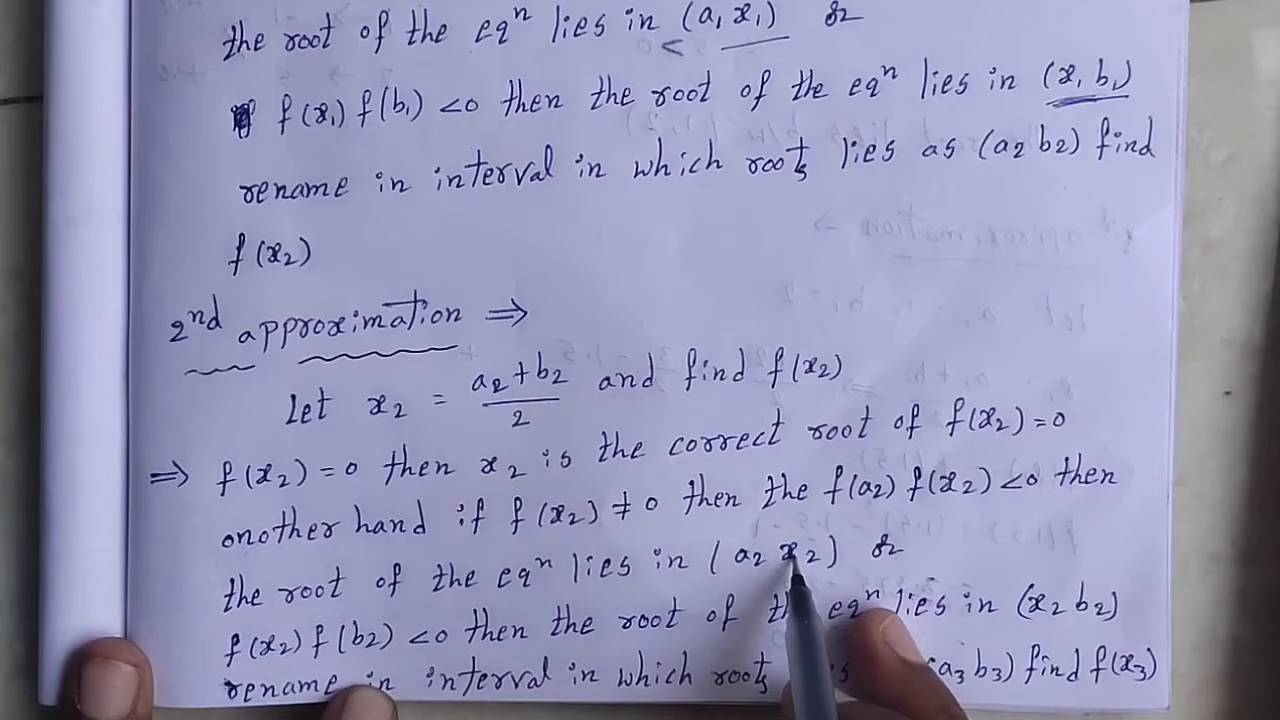 the root of the eqⁿ lies in (a, x₁) or
f(x₁) f(b₁) <0 then the root of the eqⁿ lies in (x, b₁)
rename in interval in which roots lies as (a2 b2) find
f(x2)
2nd approximation ⇒
Let x2 = a2+b2/2 and find f(x2)
⇒ f(x2)=0 then x2 is the correct root of f(x2)=0
onother hand if f(x2) ≠ 0 then the f(a2) f(x2) <0 then
the root of the eqⁿ lies in (a2 x2) or
f(x2) f(b2) <0 then the root of eqⁿ lies in (x2 b2)
rename in interval in which roots a3 b3) find f(x3)